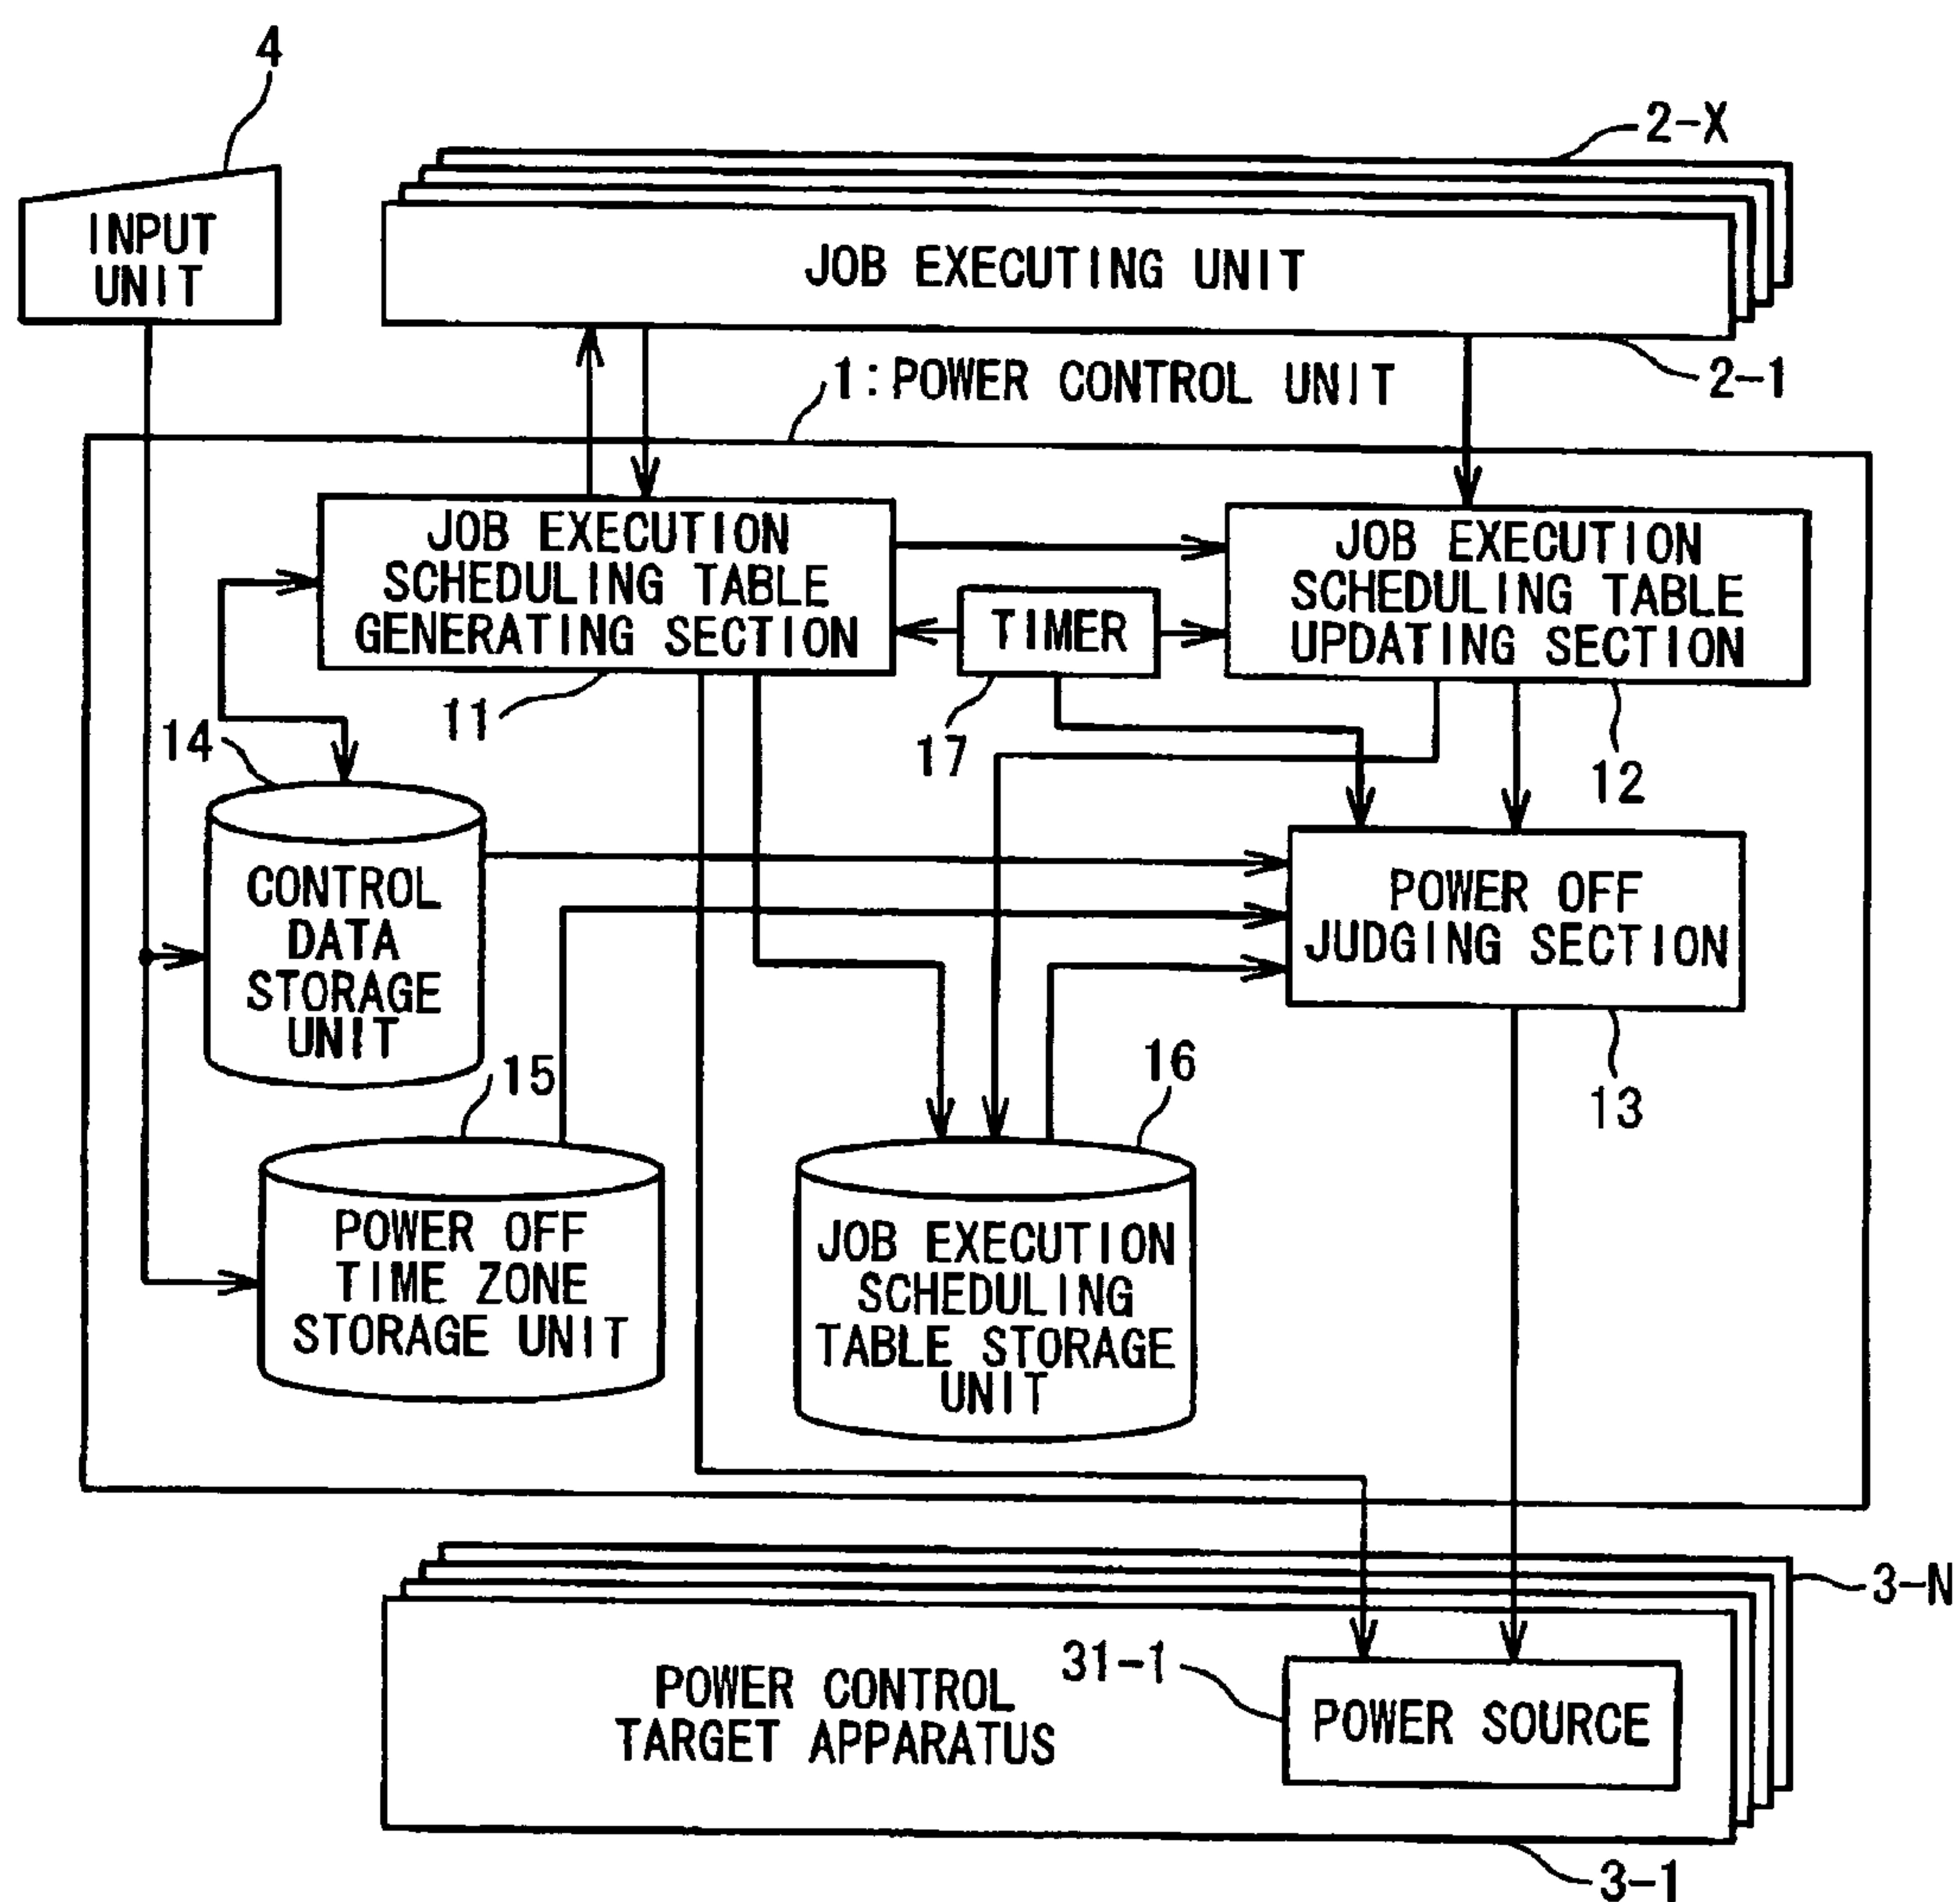 4
2-X
INPUT
UNIT
JOB EXECUTING UNIT
2-1
1:POWER CONTROL UNIT
JOB EXECUTION
SCHEDULING TABLE
GENERATING SECTION
TIMER
JOB EXECUTION
SCHEDULING TABLE
UPDATING SECTION
11
17
12
14
CONTROL
DATA
STORAGE
UNIT
POWER OFF
JUDGING SECTION
15
16
13
POWER OFF
TIME ZONE
STORAGE UNIT
JOB EXECUTION
SCHEDULING
TABLE STORAGE
UNIT
3-N
31-1
POWER CONTROL
TARGET APPARATUS
POWER SOURCE
3-1